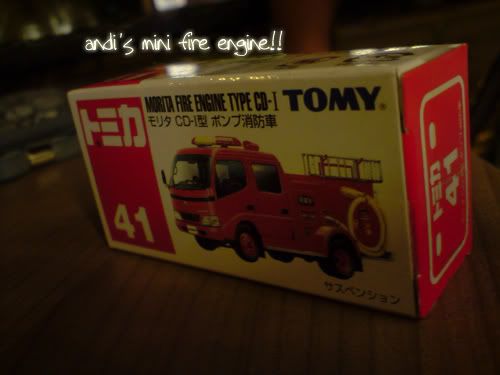 andi's mini fire engine!!
MORITA FIRE ENGINE TYPE CD-I
TOMY®
トミカ
モリタ CD-I型 ポンプ消防車
41
サスペンション
トミカ
41